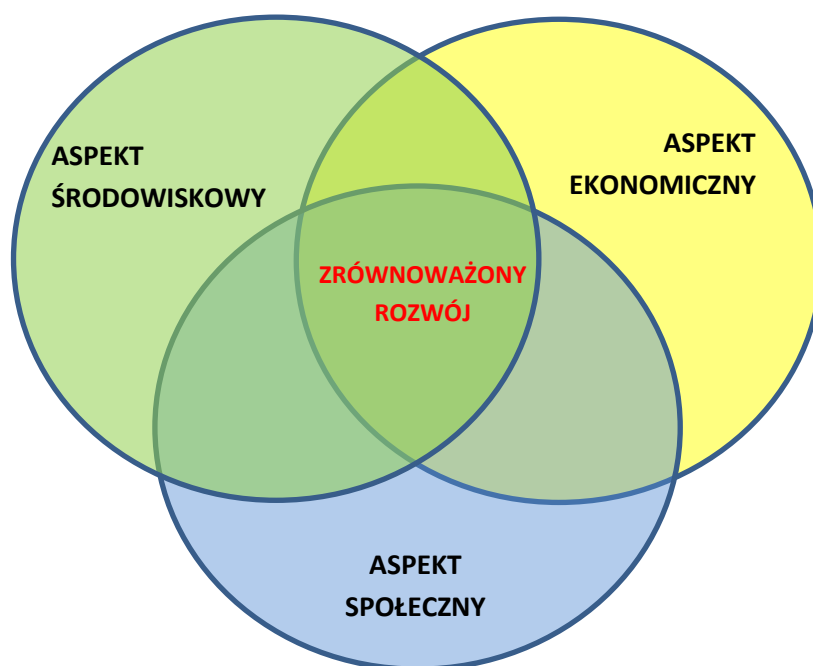 ASPEKT
ŚRODOWISKOWY
ASPEKT
EKONOMICZNY
ZRÓWNOWAŻONY
ROZWÓJ
ASPEKT
SPOŁECZNY